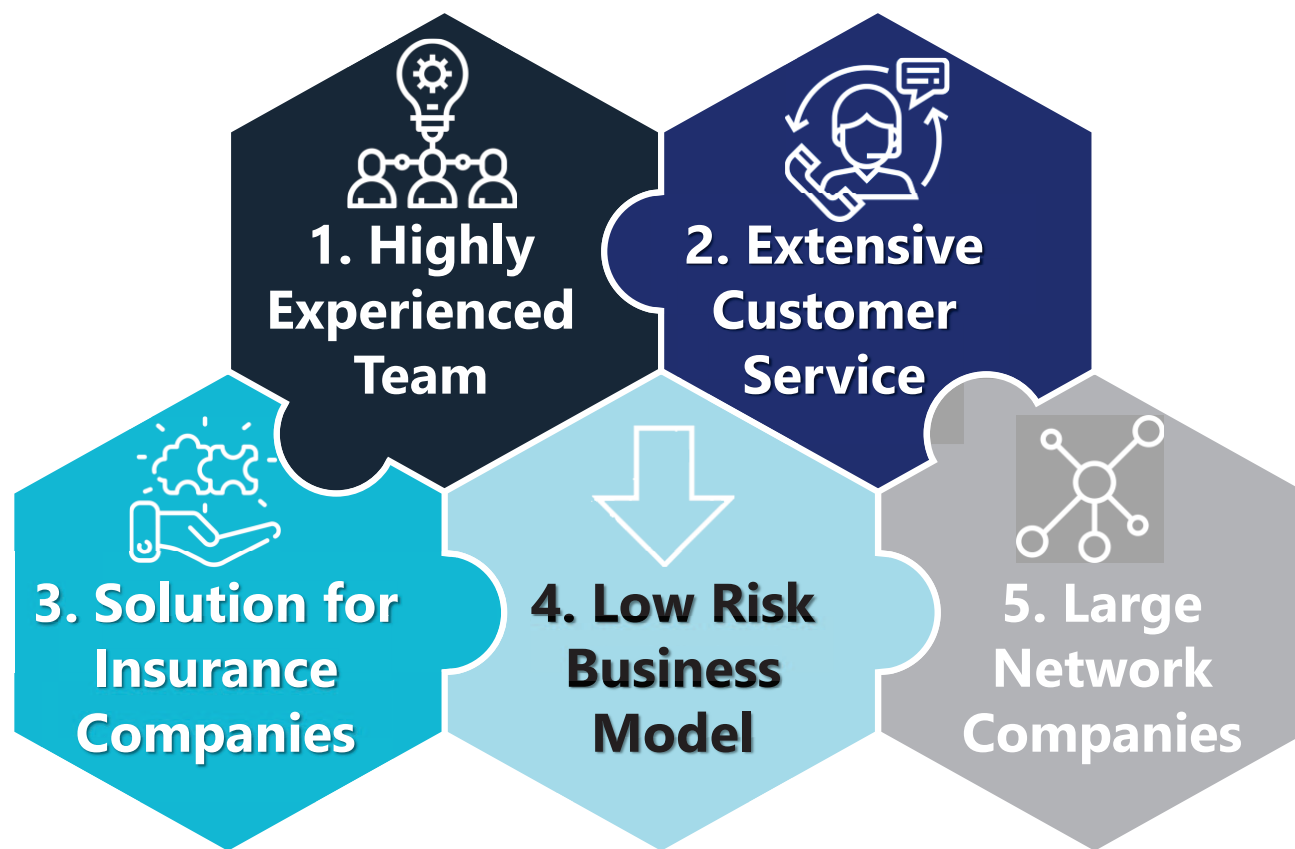 1. Highly
Experienced
Team
2. Extensive
Customer
Service
3. Solution for
Insurance
Companies
4. Low Risk
Business
Model
5. Large
Network
Companies